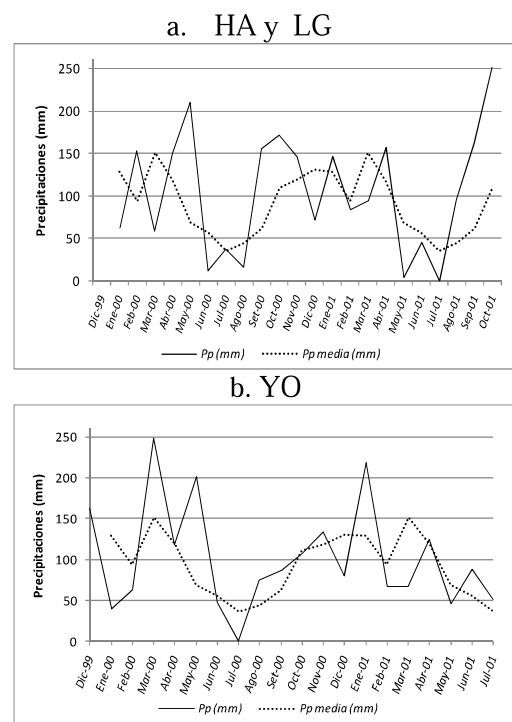 a. HA y LG
Precipitaciones (mm)
250
200
150
100
50
0
Dic-99
Ene-00
Feb-00
Mar-00
Abr-00
May-00
Jun-00
Jul-00
Ago-00
Set-00
Oct-00
Nov-00
Dic-00
Ene-01
Feb-01
Mar-01
Abr-01
May-01
Jun-01
Jul-01
Ago-01
Sep-01
Oct-01
Pp (mm) Pp media (mm)
b. YO
Precipitaciones (mm)
250
200
150
100
50
0
Dic-99
Ene-00
Feb-00
Mar-00
Abr-00
May-00
Jun-00
Jul-00
Ago-00
Set-00
Oct-00
Nov-00
Dic-00
Ene-01
Feb-01
Mar-01
Abr-01
May-01
Jun-01
Jul-01
Pp (mm) Pp media (mm)